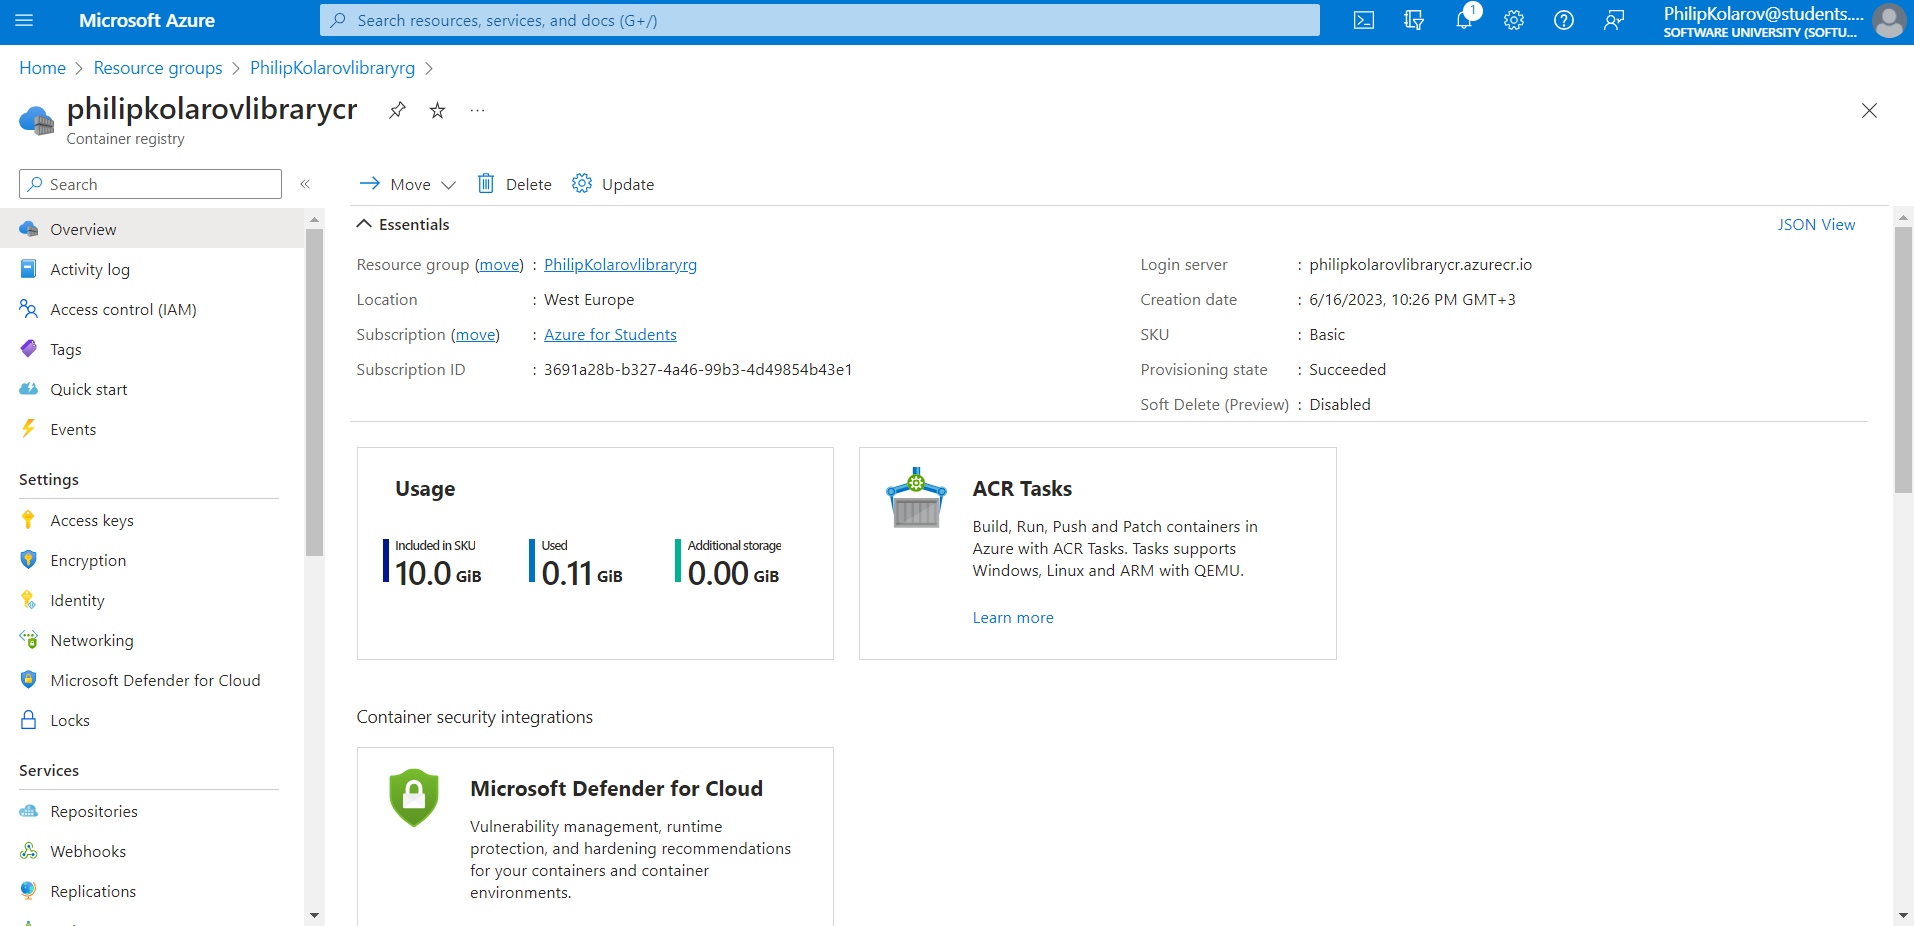 Microsoft Azure
Search resources, services, and docs (G+/)
1
PhilipKolarov@students....
SOFTWARE UNIVERSITY (SOFTU...
Home > Resource groups > PhilipKolarovlibraryrg >
philipkolarovlibrarycr
Container registry
Search
Move
Delete
Update
Overview
Activity log
Access control (IAM)
Tags
Quick start
Events
Settings
Access keys
Encryption
Identity
Networking
Microsoft Defender for Cloud
Locks
Services
Repositories
Webhooks
Replications
Essentials
JSON View
Resource group (move) : PhilipKolarovlibraryrg
Location : West Europe
Subscription (move) : Azure for Students
Subscription ID : 3691a28b-b327-4a46-99b3-4d49854b43e1
Login server : philipkolarovlibrarycr.azurecr.io
Creation date : 6/16/2023, 10:26 PM GMT+3
SKU : Basic
Provisioning state : Succeeded
Soft Delete (Preview) : Disabled
Usage
Included in SKU
10.0 GiB
Used
0.11 GiB
Additional storage
0.00 GiB
ACR Tasks
Build, Run, Push and Patch containers in
Azure with ACR Tasks. Tasks supports
Windows, Linux and ARM with QEMU.
Learn more
Container security integrations
Microsoft Defender for Cloud
Vulnerability management, runtime
protection, and hardening recommendations
for your containers and container
environments.